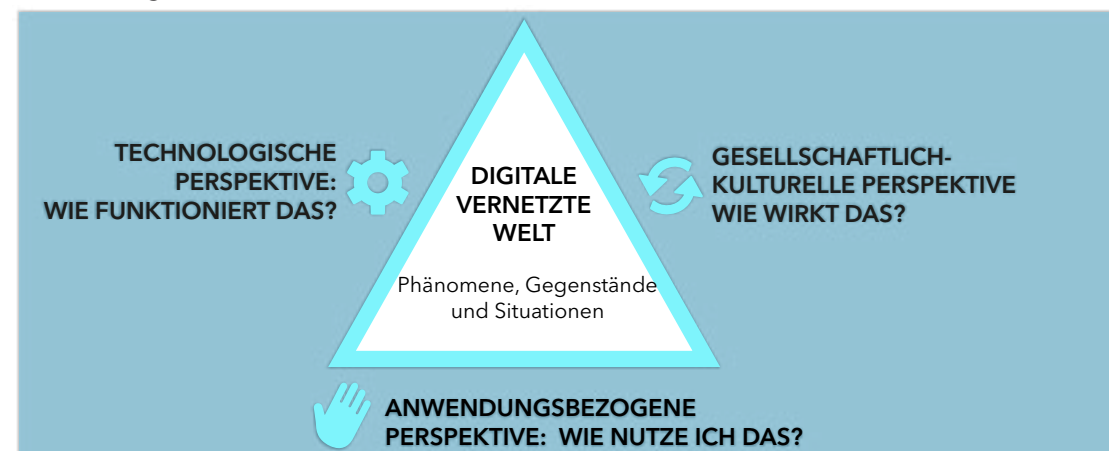 TECHNOLOGISCHE
PERSPEKTIVE:
WIE FUNKTIONIERT DAS?
DIGITALE
VERNETZTE
WELT
Phänomene, Gegenstände
und Situationen
GESELLSCHAFTLICH-
KULTURELLE PERSPEKTIVE
WIE WIRKT DAS?
ANWENDUNGSBEZOGENE
PERSPEKTIVE: WIE NUTZE ICH DAS?